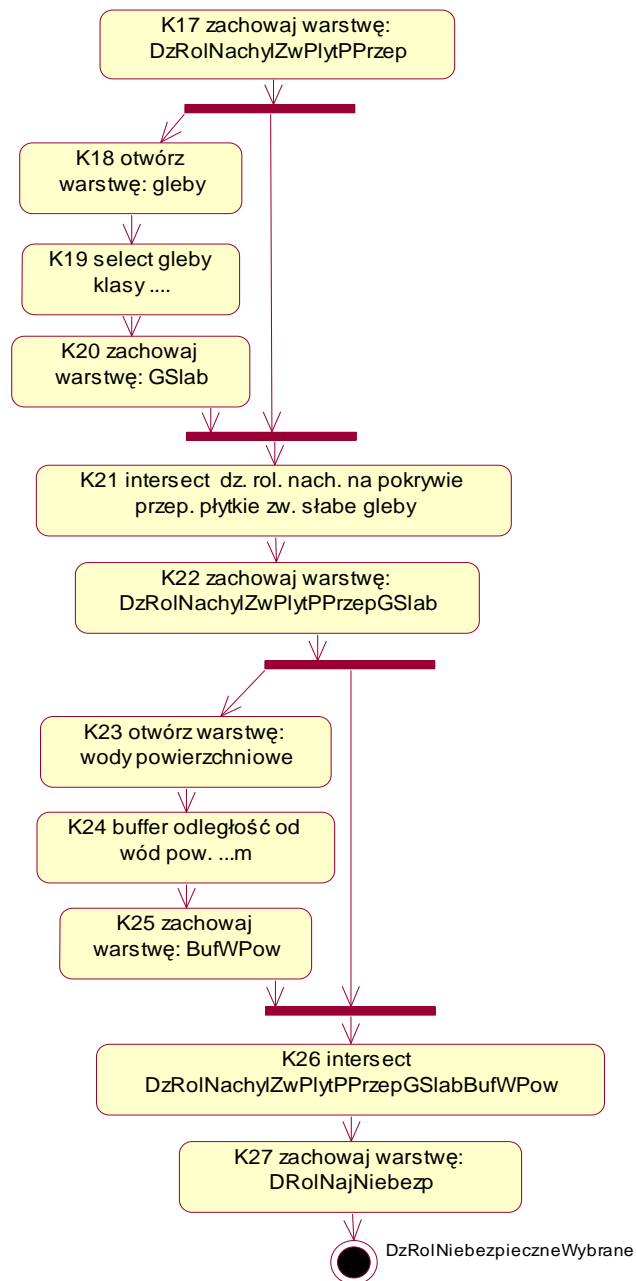 K17 zachowaj warstwę:
DzRolNachylZwPlytPPrzep
K18 otwórz
warstwę: gleby
K19 select gleby
klasy ....
K20 zachowaj
warstwę: GSlab
K21 intersect dz. rol. nach. na pokrywie
przep. płytkie zw. słabe gleby
K22 zachowaj warstwę:
DzRolNachylZwPlytPPrzepGSlab
K23 otwórz warstwę:
wody powierzchniowe
K24 buffer odległość od
wód pow. ...m
K25 zachowaj
warstwę: BufWPow
K26 intersect
DzRolNachylZwPlytPPrzepGSlabBufWPow
K27 zachowaj warstwę:
DRolNajNiebezp
DzRolNiebezpieczneWybrane